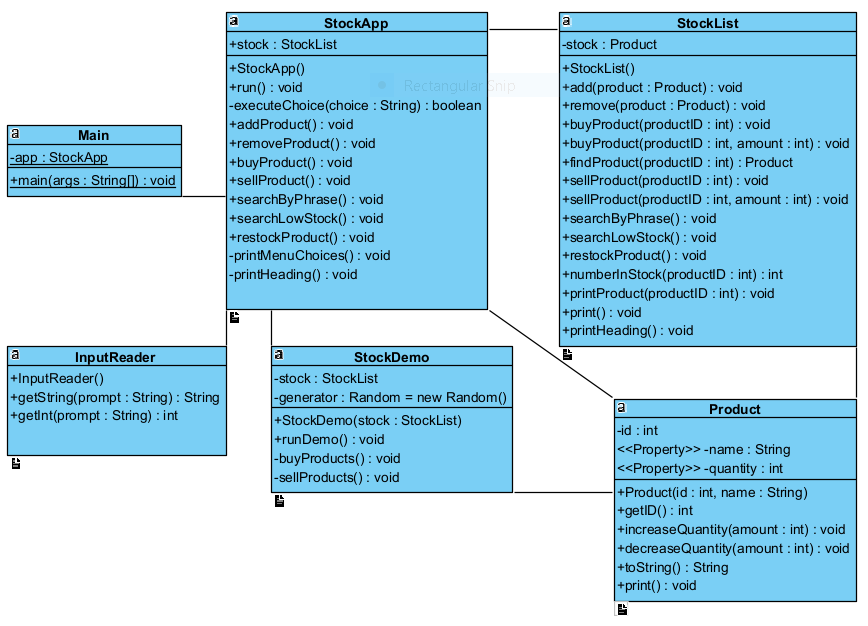 StockApp
+stock : StockList
+StockApp()
+run() : void
-executeChoice(choice : String) : boolean
+addProduct() : void
+removeProduct() : void
+buyProduct() : void
+sellProduct() : void
+searchByPhrase() : void
+searchLowStock() : void
+restockProduct() : void
-printMenuChoices() : void
-printHeading() : void
Rectangular Snip
StockList
-stock : Product
+StockList()
+add(product : Product) : void
+remove(product : Product) : void
+buyProduct(productID : int) : void
+buyProduct(productID : int, amount : int) : void
+findProduct(productID : int) : Product
+sellProduct(productID : int) : void
+sellProduct(productID : int, amount : int) : void
+searchByPhrase() : void
+searchLowStock() : void
+restockProduct() : void
+numberInStock(productID : int) : int
+printProduct(productID : int) : void
+print() : void
+printHeading() : void
Main
-app : StockApp
+main(args : String[]) : void
InputReader
+InputReader()
+getString(prompt : String) : String
+getInt(prompt : String) : int
StockDemo
-stock : StockList
-generator : Random = new Random()
+StockDemo(stock : StockList)
+runDemo() : void
-buyProducts() : void
-sellProducts() : void
Product
-id : int
<<Property>> -name : String
<<Property>> -quantity : int
+Product(id : int, name : String)
+getID() : int
+increaseQuantity(amount : int) : void
+decreaseQuantity(amount : int) : void
+toString() : String
+print() : void